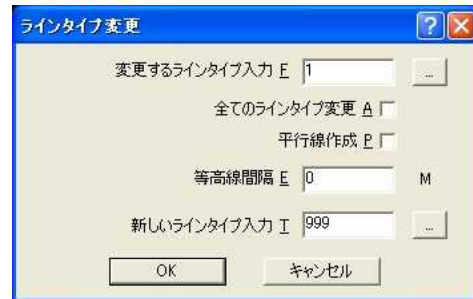 ラインタイプ変更
変更するラインタイプ入力 F 1 ...
全てのラインタイプ変更 A
平行線作成 P
等高線間隔 E 0 M
新しいラインタイプ入力 T 999 ...
OK キャンセル